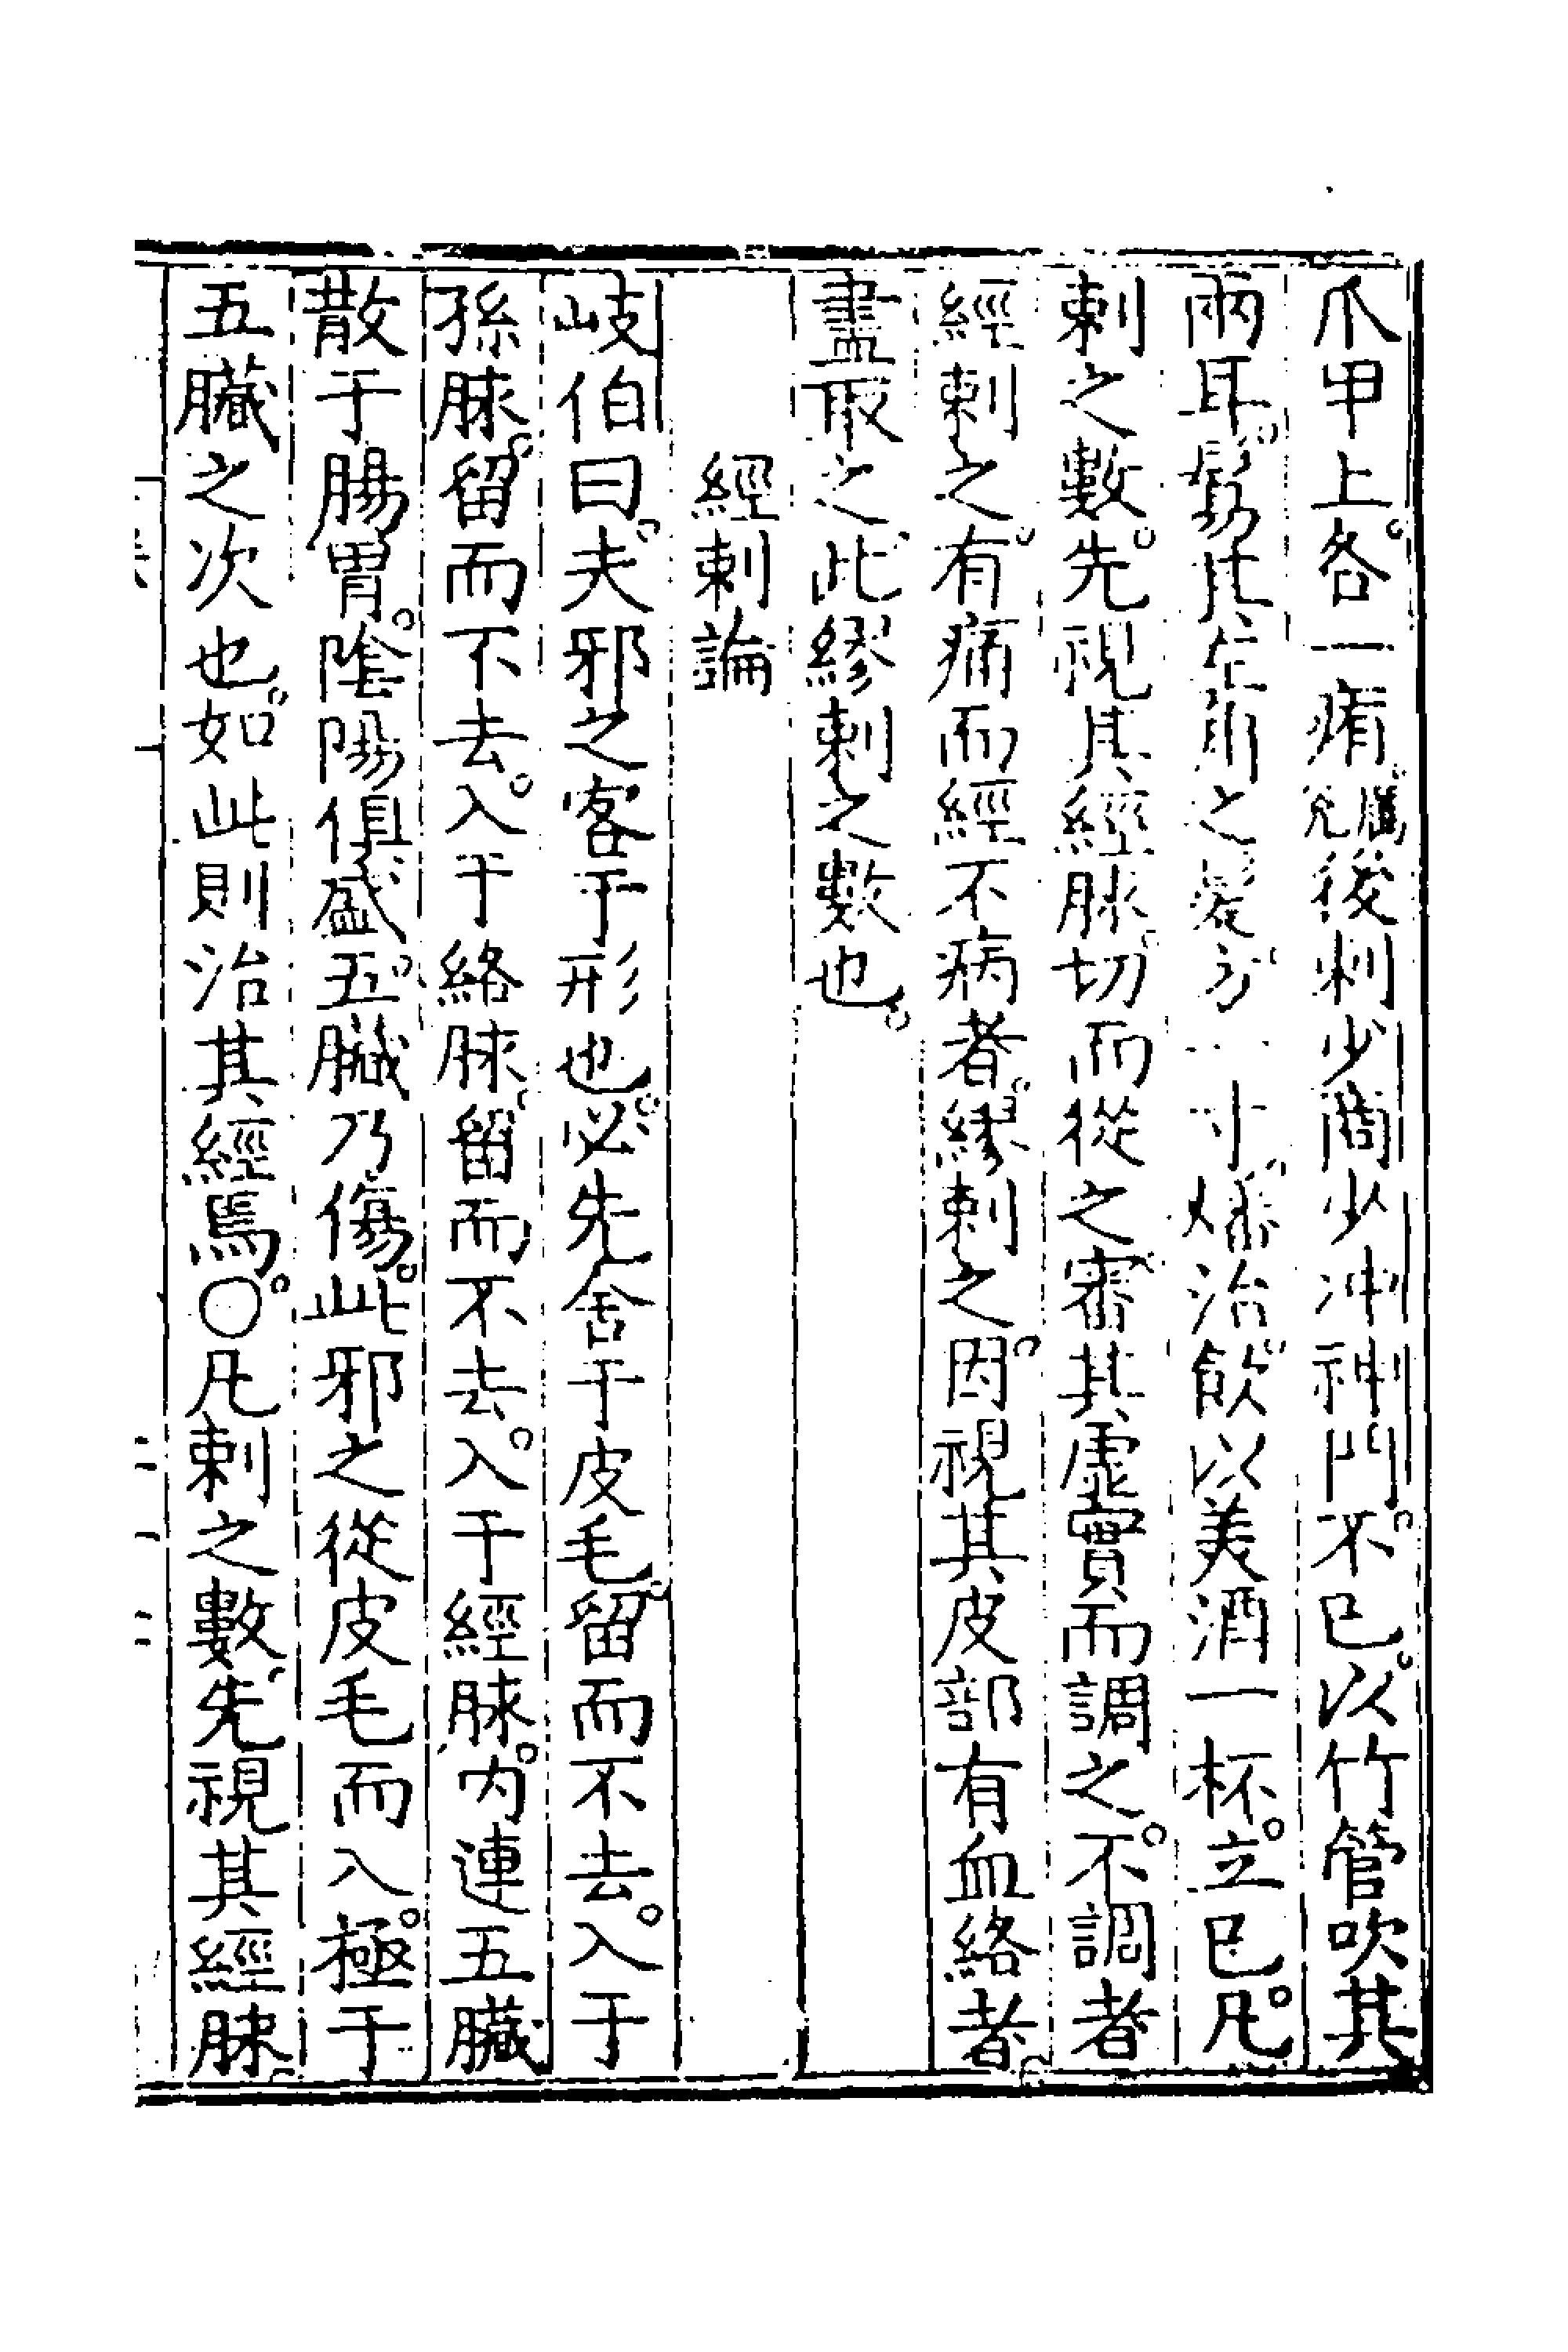 爪甲上。各一痏。厲兌後刺少商少冲神門。不已。以竹管吹其
兩耳。鬄其左角之髮方一寸。燔治。飲以美酒一杯。立已。凡
刺之數。先視其經脉。切而從之。審其虛實而調之。不調者
經刺之。有痛而經不病者。繆刺之。因視其皮部有血絡者。
盡取之。此繆刺之數也。
經刺論
岐伯曰。夫邪之客于形也。必先舍于皮毛。留而不去。入于
孫脉。留而不去。入于絡脉。留而不去。入于經脉。內連五臟
散于腸胃。陰陽俱盛。五臟乃傷。此邪之從皮毛而入。極于
五臟之次也。如此則治其經焉。○凡刺之數。先視其經脉。